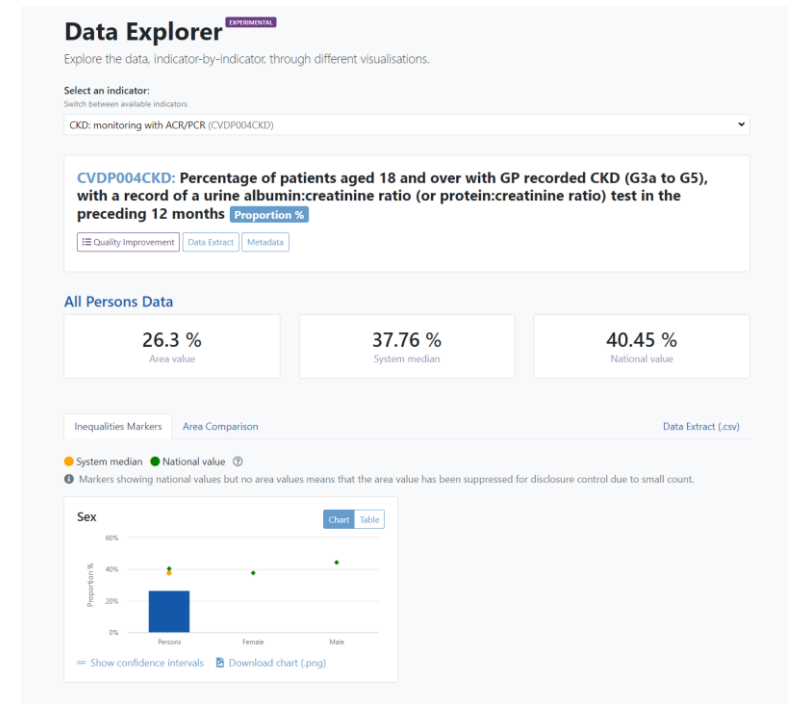 Data Explorer EXPERIMENTAL
Explore the data, indicator-by-indicator, through different visualisations.
Select an indicator:
Switch between available indicators
CKD: monitoring with ACR/PCR (CVDP004CKD)
CVDP004CKD: Percentage of patients aged 18 and over with GP recorded CKD (G3a to G5),
with a record of a urine albumin:creatinine ratio (or protein:creatinine ratio) test in the
preceding 12 months Proportion %
Quality Improvement Data Extract Metadata
All Persons Data
26.3 % 37.76 % 40.45 %
Area value System median National value
Inequalities Markers Area Comparison Data Extract (.csv)
System median National value ?
Markers showing national values but no area values means that the area value has been suppressed for disclosure control due to small count.
Sex Chart Table
60%
40%
20%
0%
Proportion %
Persons Female Male
Show confidence intervals Download chart (.png)